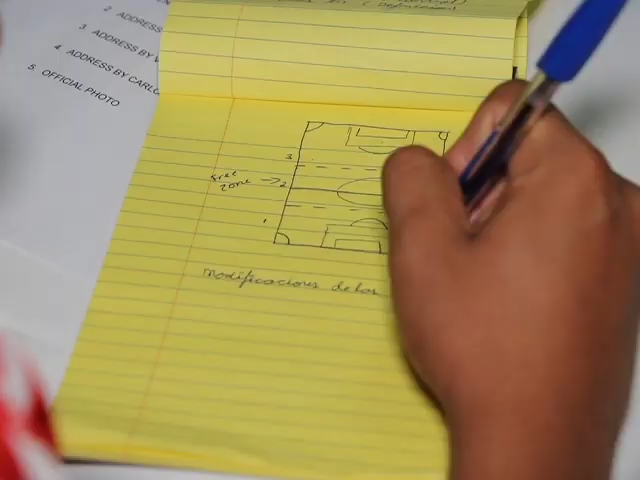 2 ADDRESS
3 ADDRESS BY
4 ADDRESS BY CARLO
5 OFFICIAL PHOTO
3
free
zone → 2
1
modificaciones de las